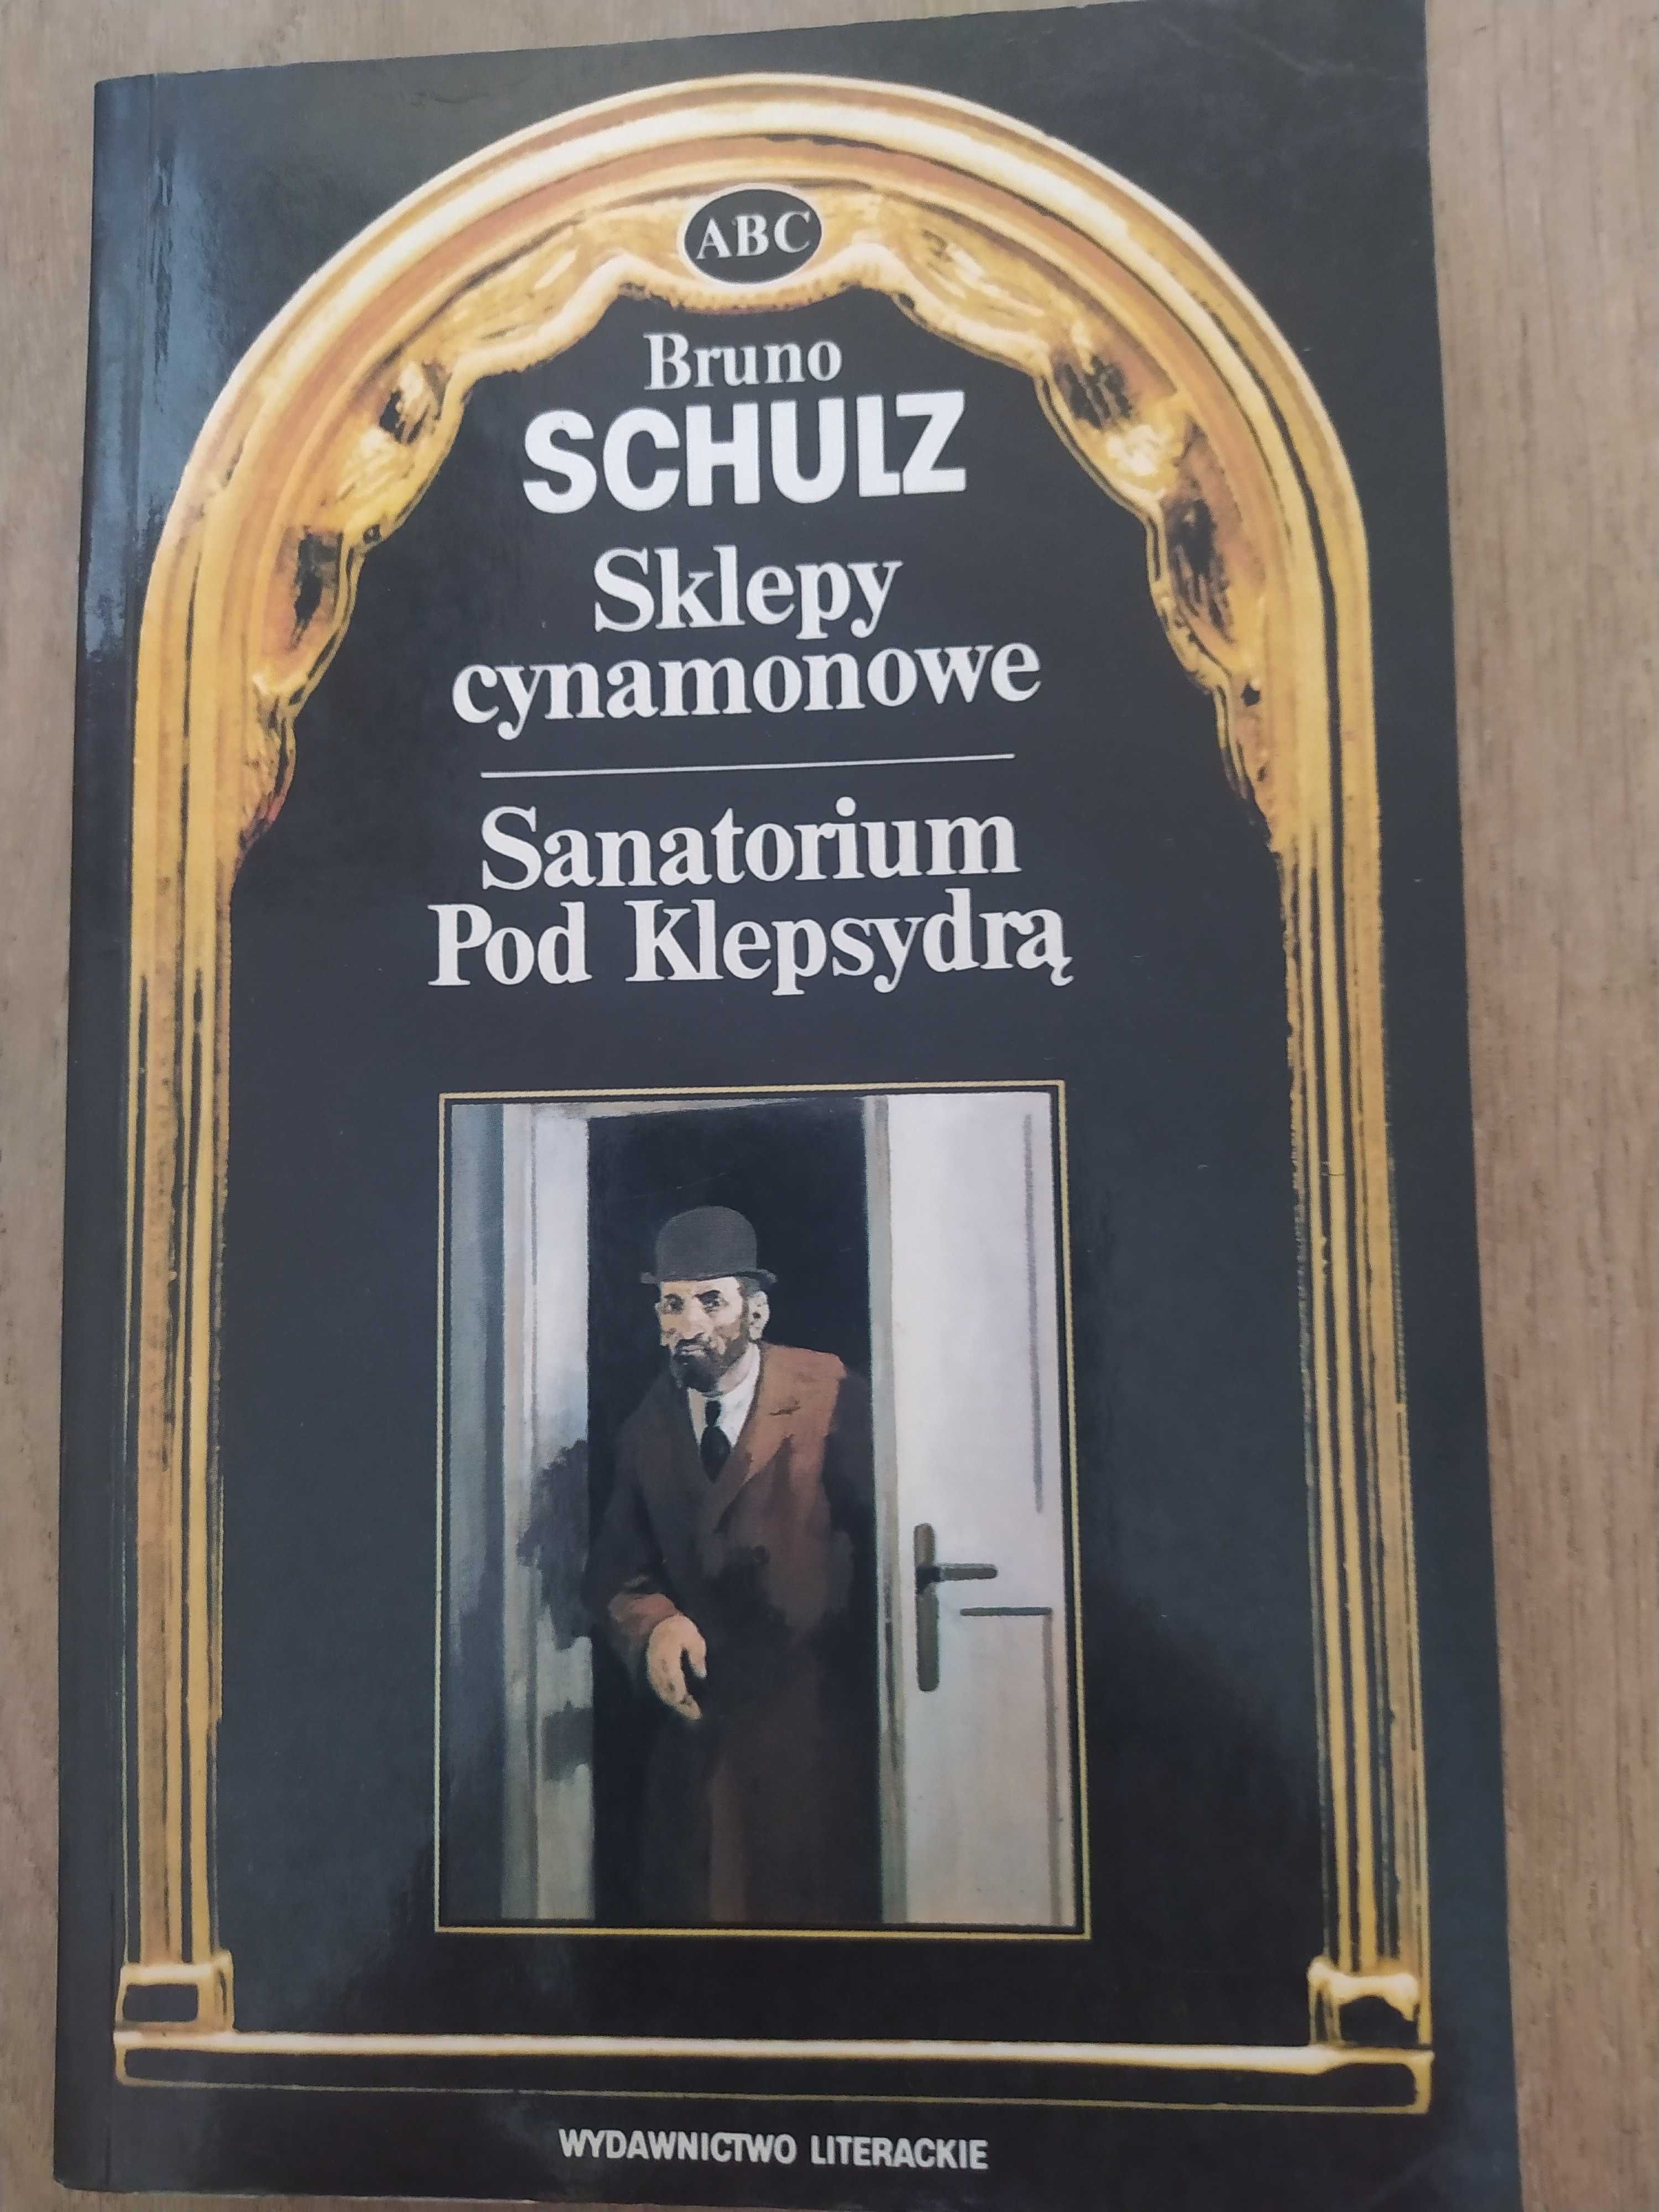 ABC
Bruno
SCHULZ
Sklepy
cynamonowe
Sanatorium
Pod Klepsydrą
WYDAWNICTWO LITERACKIE